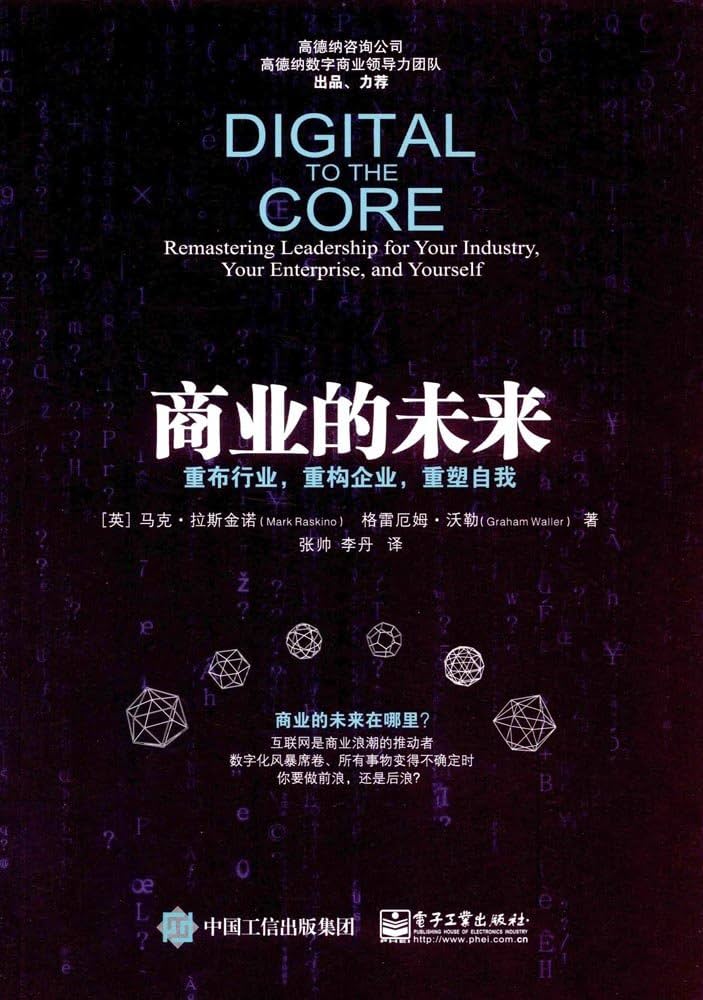 高德纳咨询公司
高德纳数字商业领导力团队
出品、力荐
DIGITAL
TO THE
CORE
Remastering Leadership for Your Industry,
Your Enterprise, and Yourself
商业的未来
重布行业，重构企业，重塑自我
[英] 马克·拉斯金诺(Mark Raskino) 格雷厄姆·沃勒(Graham Waller) 著
张帅 李丹 译
商业的未来在哪里？
互联网是商业浪潮的推动者
数字化风暴席卷、所有事物变得不确定时
你要做前浪，还是后浪？
中国工信出版集团
电子工业出版社
PUBLISHING HOUSE OF ELECTRONICS INDUSTRY
http://www.phei.com.cn